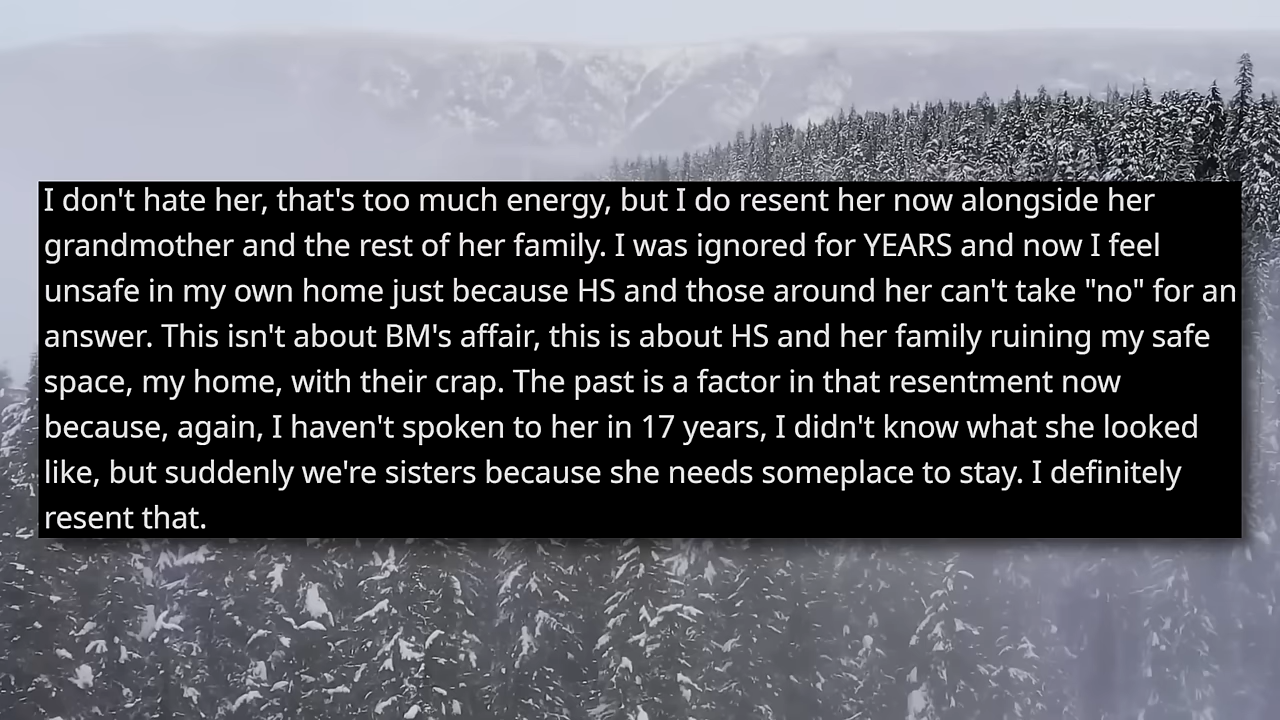 I don't hate her, that's too much energy, but I do resent her now alongside her
grandmother and the rest of her family. I was ignored for YEARS and now I feel
unsafe in my own home just because HS and those around her can't take "no" for an
answer. This isn't about BM's affair, this is about HS and her family ruining my safe
space, my home, with their crap. The past is a factor in that resentment now
because, again, I haven't spoken to her in 17 years, I didn't know what she looked
like, but suddenly we're sisters because she needs someplace to stay. I definitely
resent that.